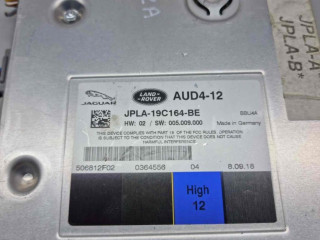 JPLA-A
JPLA-B*
JAGUAR
LAND-
ROVER
AUD4-12
JPLA-19C164-BE
HW: 02 / SW: 005.009.000
Made in Germany
THIS DEVICE COMPLIES WITH PART 15 OF THE FCC RULES. OPERATION
IS SUBJECT TO THE CONDITION THAT THIS DEVICE DOES NOT CAUSE
HARMFUL INTERFERENCE
506812F02 0364558 04 8.09.16
High
12